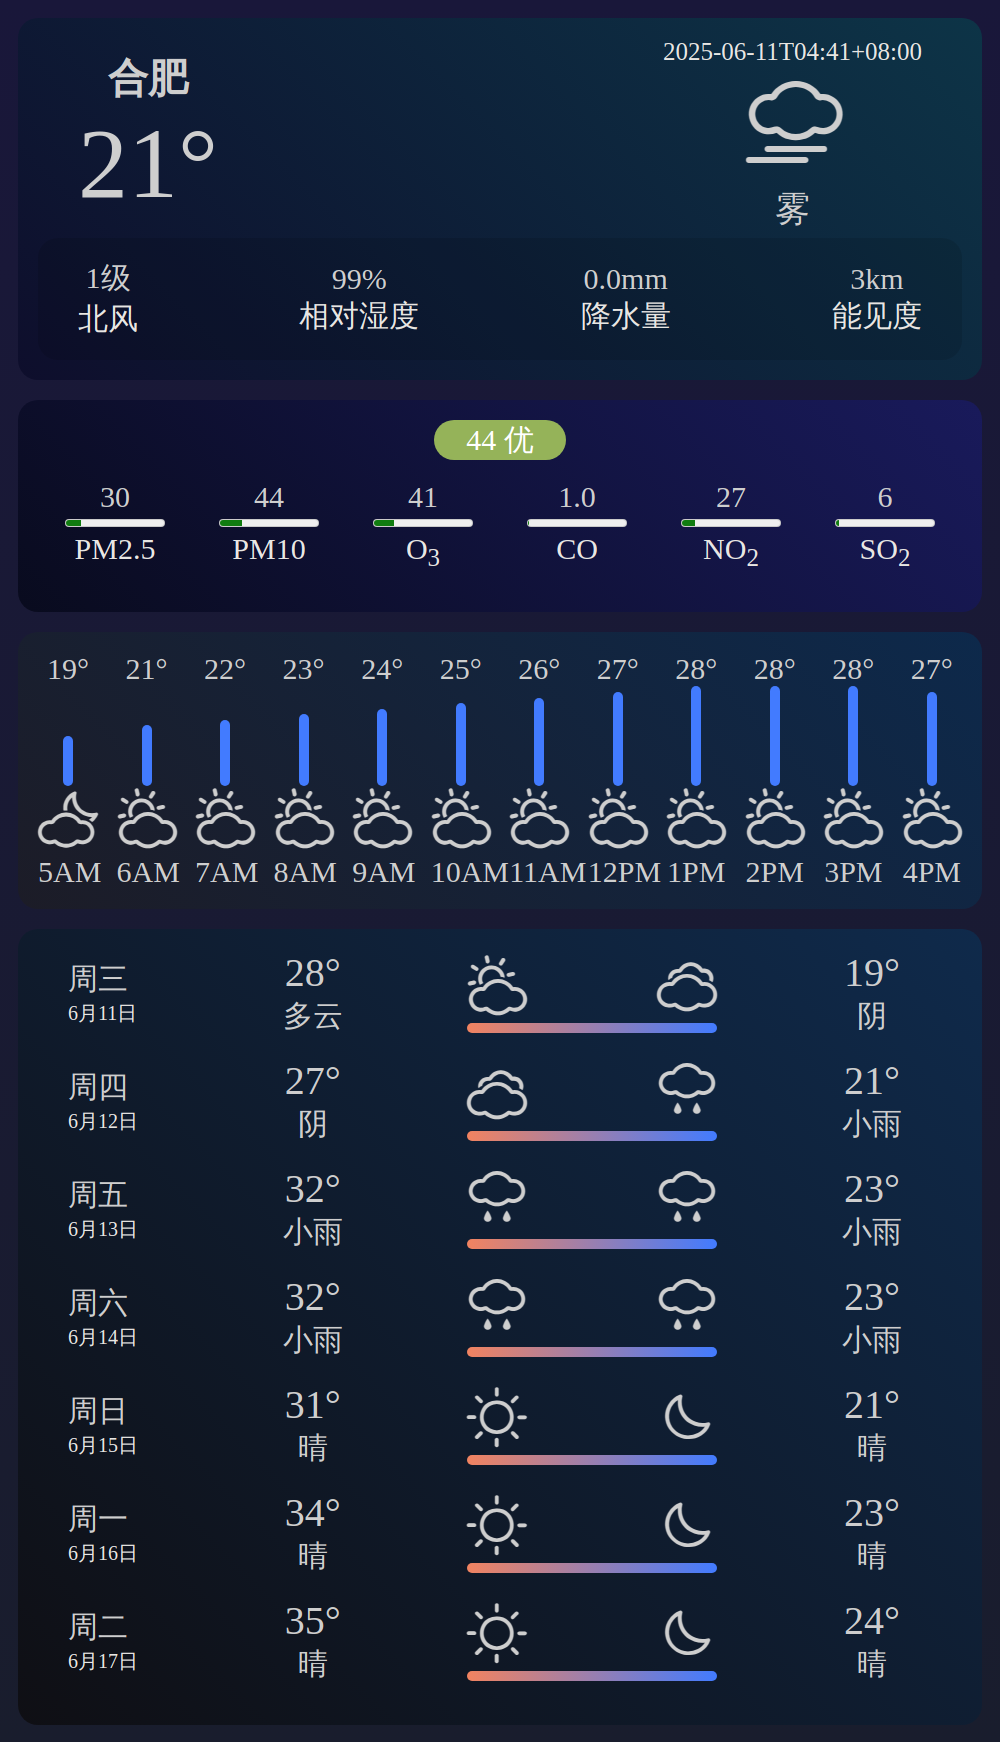 合肥
21°
2025-06-11T04:41+08:00
雾
1级 99% 0.0mm 3km
北风 相对湿度 降水量 能见度
44 优
30 44 41 1.0 27 6
PM2.5 PM10 O3 CO NO2 SO2
19° 21° 22° 23° 24° 25° 26° 27° 28° 28° 28° 27°
5AM 6AM 7AM 8AM 9AM 10AM 11AM 12PM 1PM 2PM 3PM 4PM
周三 28° 19°
6月11日 多云 阴
周四 27° 21°
6月12日 阴 小雨
周五 32° 23°
6月13日 小雨 小雨
周六 32° 23°
6月14日 小雨 小雨
周日 31° 21°
6月15日 晴 晴
周一 34° 23°
6月16日 晴 晴
周二 35° 24°
6月17日 晴 晴